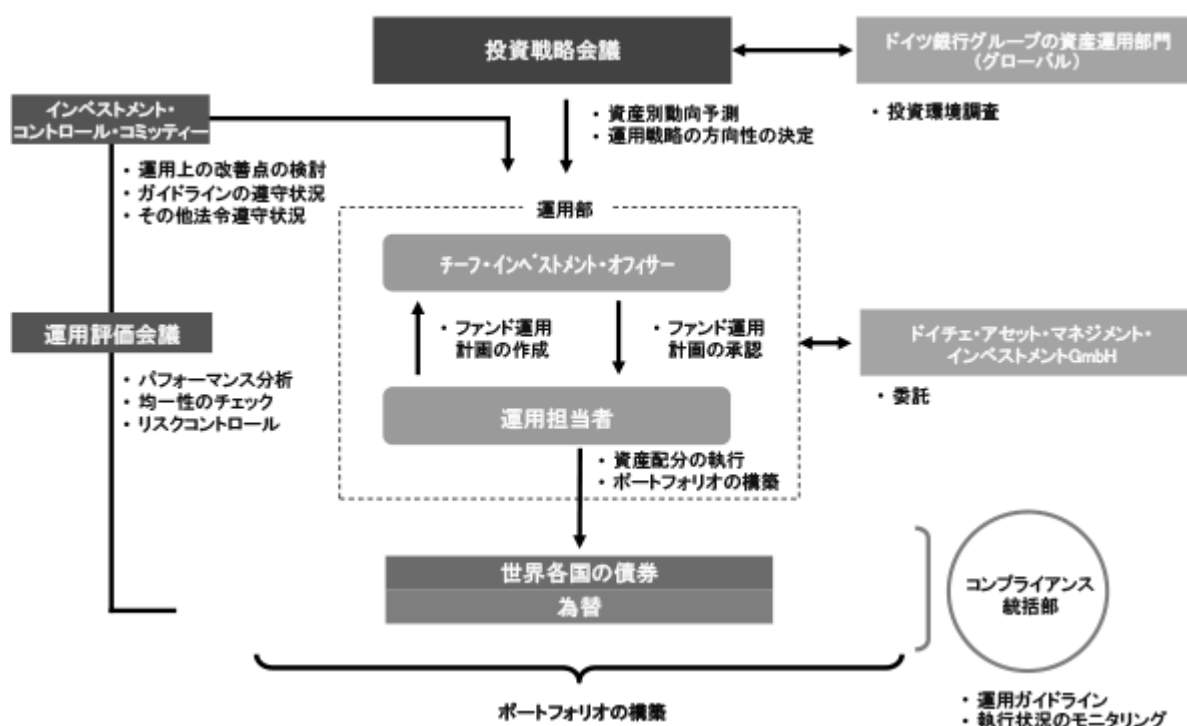 投資戦略会議
ドイツ銀行グループの資産運用部門
（グローバル）
・投資環境調査
インベストメント・
コントロール・コミッティー
・資産別動向予測
・運用戦略の方向性の決定
・運用上の改善点の検討
・ガイドラインの遵守状況
・その他法令遵守状況
運用部
チーフ・インベストメント・オフィサー
・ファンド運用
計画の作成
・ファンド運用
計画の承認
運用評価会議
ドイチェ・アセット・マネジメント・
インベストメントGmbH
・パフォーマンス分析
・均一性のチェック
・リスクコントロール
・委託
運用担当者
・資産配分の執行
・ポートフォリオの構築
世界各国の債券
為替
コンプライアンス
統括部
ポートフォリオの構築
・運用ガイドライン
・執行状況のモニタリング